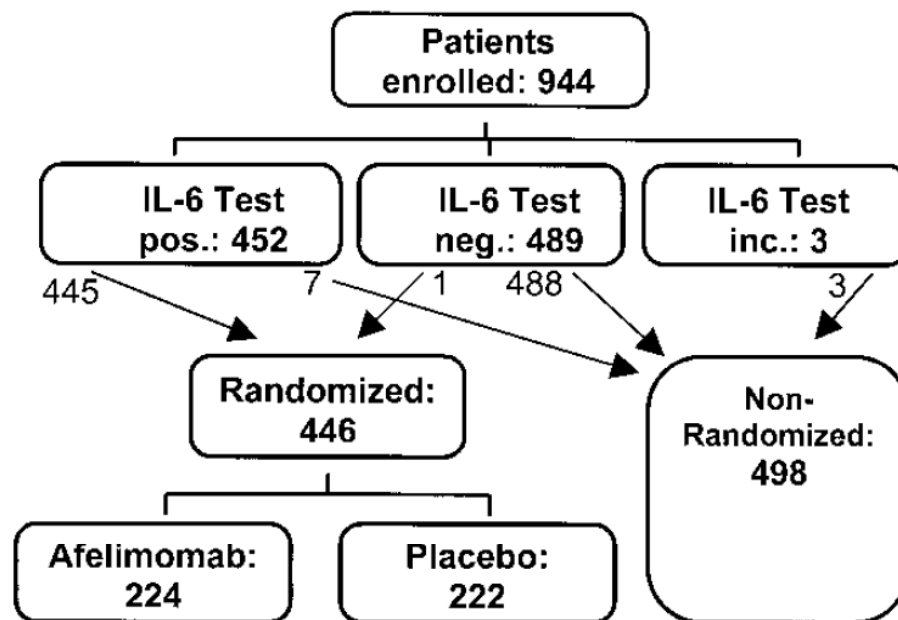 Patients
enrolled: 944
IL-6 Test
pos.: 452
IL-6 Test
neg.: 489
IL-6 Test
inc.: 3
445
7
1
488
3
Randomized:
446
Non-
Randomized:
498
Afelimomab:
224
Placebo:
222